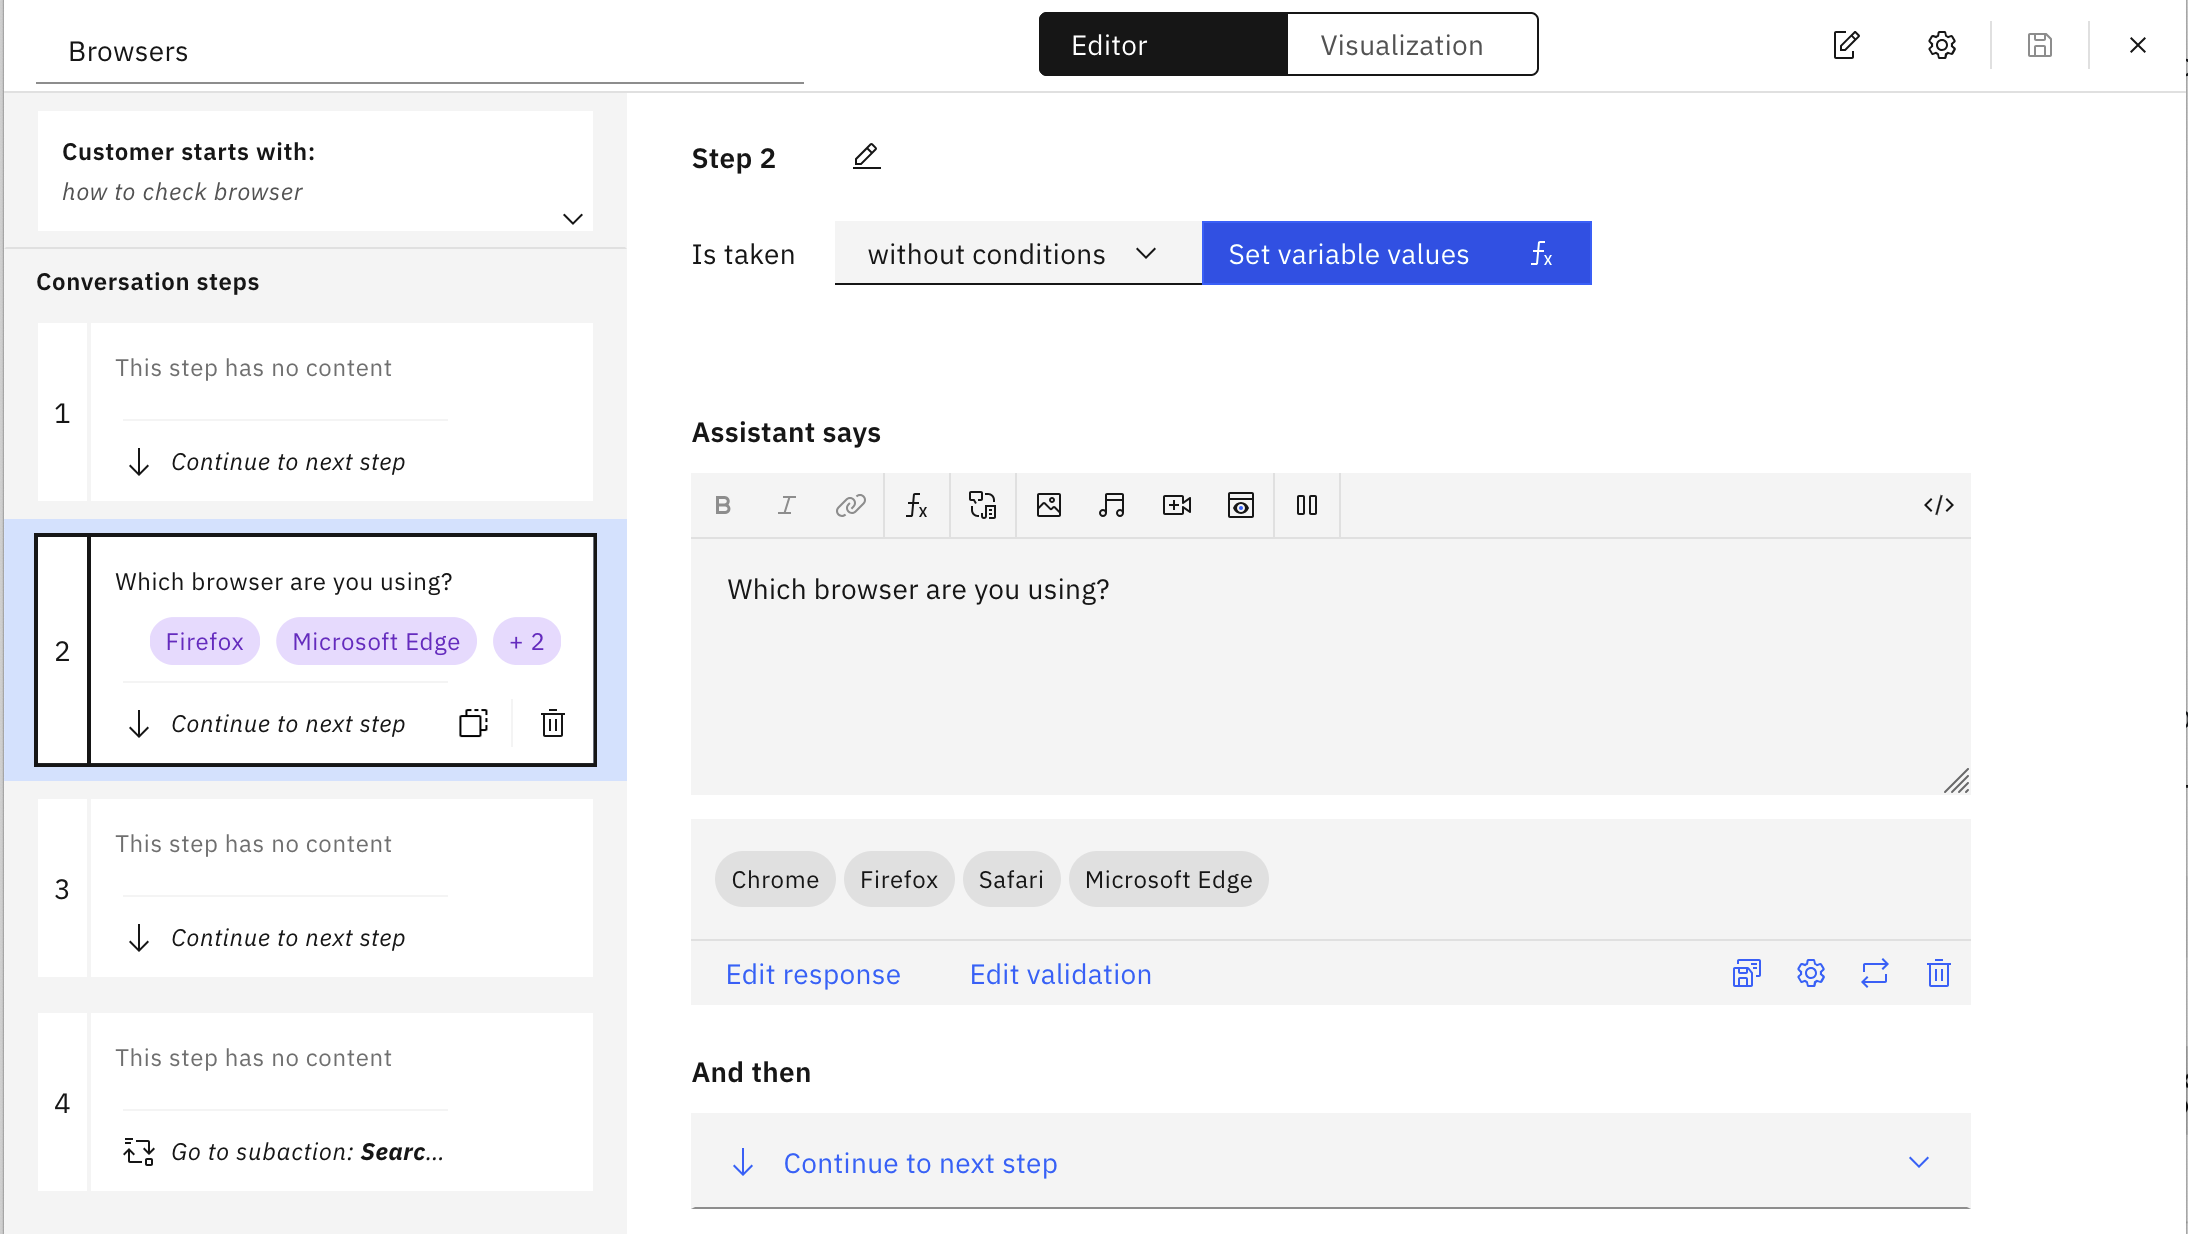 Browsers
Editor
Visualization
Customer starts with:
how to check browser
Conversation steps
1
This step has no content
Continue to next step
2
Which browser are you using?
Firefox
Microsoft Edge
+ 2
Continue to next step
3
This step has no content
Continue to next step
4
This step has no content
Go to subaction: Searc...
Step 2
Is taken
without conditions
Set variable values
fx
Assistant says
B
I
fx
</>
Which browser are you using?
Chrome
Firefox
Safari
Microsoft Edge
Edit response
Edit validation
And then
Continue to next step